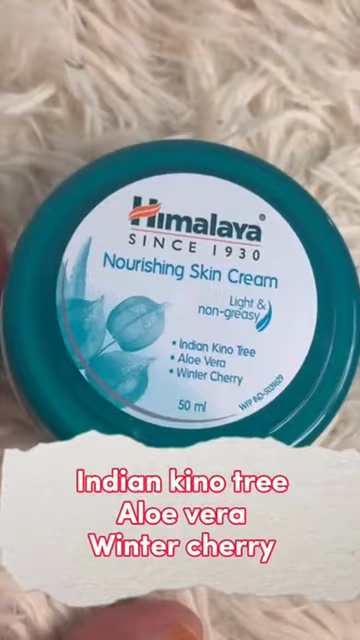 Himalaya®
SINCE 1930
Nourishing Skin Cream
Light &
non-greasy
• Indian Kino Tree
• Aloe Vera
• Winter Cherry
50 ml
Indian kino tree
Aloe vera
Winter cherry